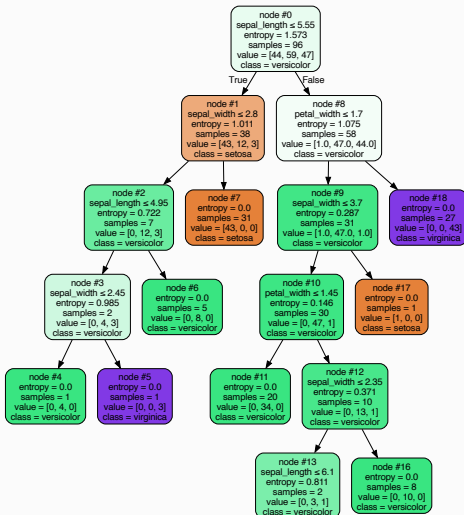 node #0
sepal_length ≤ 5.55
entropy = 1.573
samples = 96
value = [44, 59, 47]
class = versicolor
True
False
node #1
sepal_width ≤ 2.8
entropy = 1.011
samples = 38
value = [43, 12, 3]
class = setosa
node #8
petal_width ≤ 1.7
entropy = 1.075
samples = 58
value = [1.0, 47.0, 44.0]
class = versicolor
node #2
sepal_length ≤ 4.95
entropy = 0.722
samples = 7
value = [0, 12, 3]
class = versicolor
node #7
entropy = 0.0
samples = 31
value = [43, 0, 0]
class = setosa
node #9
sepal_width ≤ 3.7
entropy = 0.287
samples = 31
value = [1.0, 47.0, 1.0]
class = versicolor
node #18
entropy = 0.0
samples = 27
value = [0, 0, 43]
class = virginica
node #3
sepal_width ≤ 2.45
entropy = 0.985
samples = 2
value = [0, 4, 3]
class = versicolor
node #6
entropy = 0.0
samples = 5
value = [0, 8, 0]
class = versicolor
node #10
petal_width ≤ 1.45
entropy = 0.146
samples = 30
value = [0, 47, 1]
class = versicolor
node #17
entropy = 0.0
samples = 1
value = [1, 0, 0]
class = setosa
node #4
entropy = 0.0
samples = 1
value = [0, 4, 0]
class = versicolor
node #5
entropy = 0.0
samples = 1
value = [0, 0, 3]
class = virginica
node #11
entropy = 0.0
samples = 20
value = [0, 34, 0]
class = versicolor
node #12
sepal_width ≤ 2.35
entropy = 0.371
samples = 10
value = [0, 13, 1]
class = versicolor
node #13
sepal_length ≤ 6.1
entropy = 0.811
samples = 2
value = [0, 3, 1]
class = versicolor
node #16
entropy = 0.0
samples = 8
value = [0, 10, 0]
class = versicolor